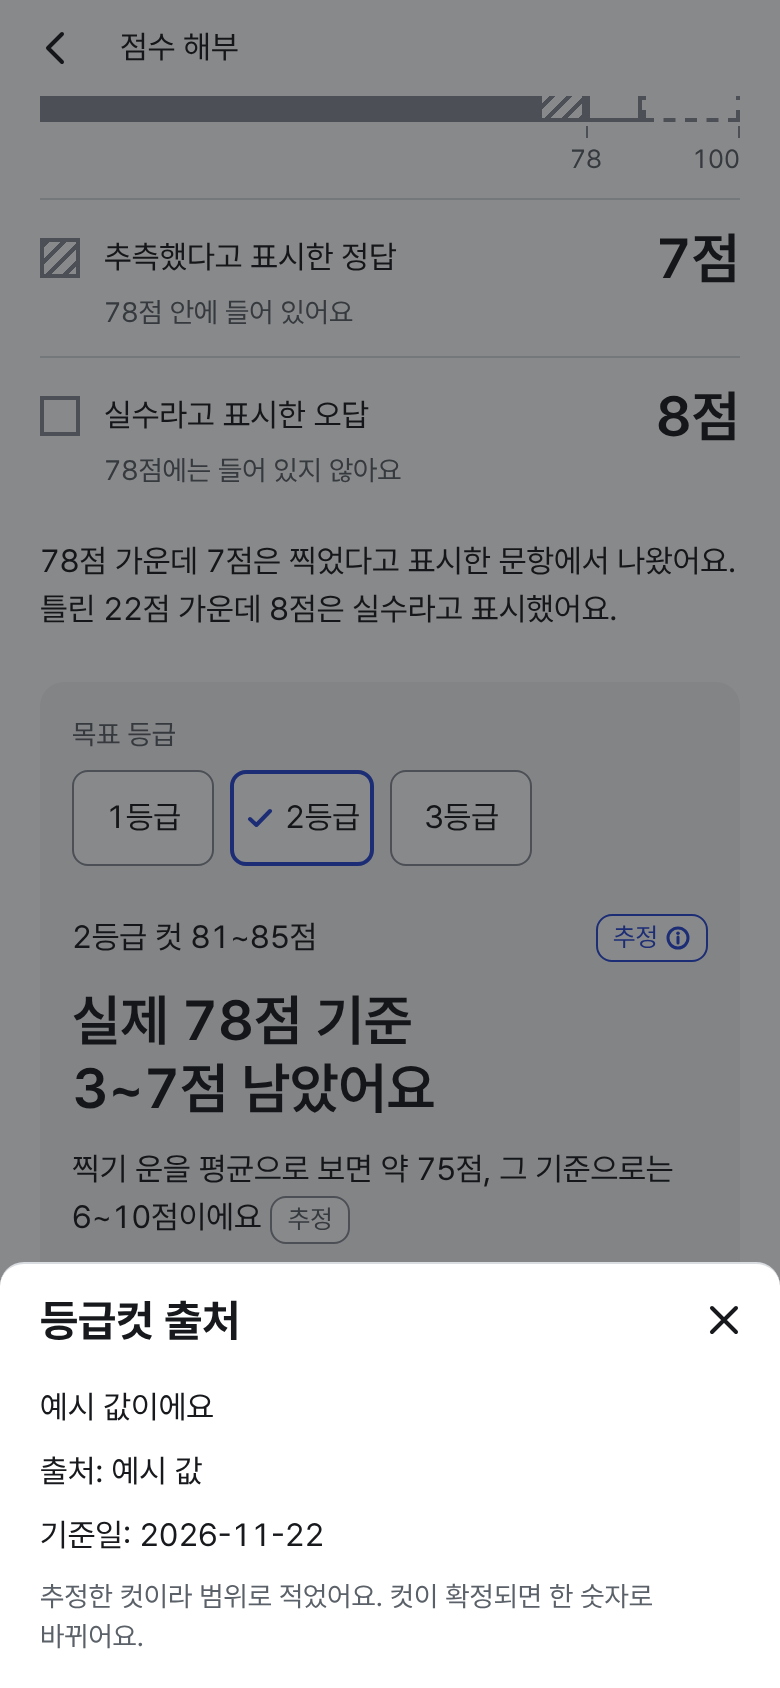 점수 해부
78
100
추측했다고 표시한 정답
7점
78점 안에 들어 있어요
실수라고 표시한 오답
8점
78점에는 들어 있지 않아요
78점 가운데 7점은 찍었다고 표시한 문항에서 나왔어요.
틀린 22점 가운데 8점은 실수라고 표시했어요.
목표 등급
1등급
2등급
3등급
2등급 컷 81~85점
추정
실제 78점 기준
3~7점 남았어요
찍기 운을 평균으로 보면 약 75점, 그 기준으로는
6~10점이에요 추정
등급컷 출처
예시 값이에요
출처: 예시 값
기준일: 2026-11-22
추정한 컷이라 범위로 적었어요. 컷이 확정되면 한 숫자로
바뀌어요.